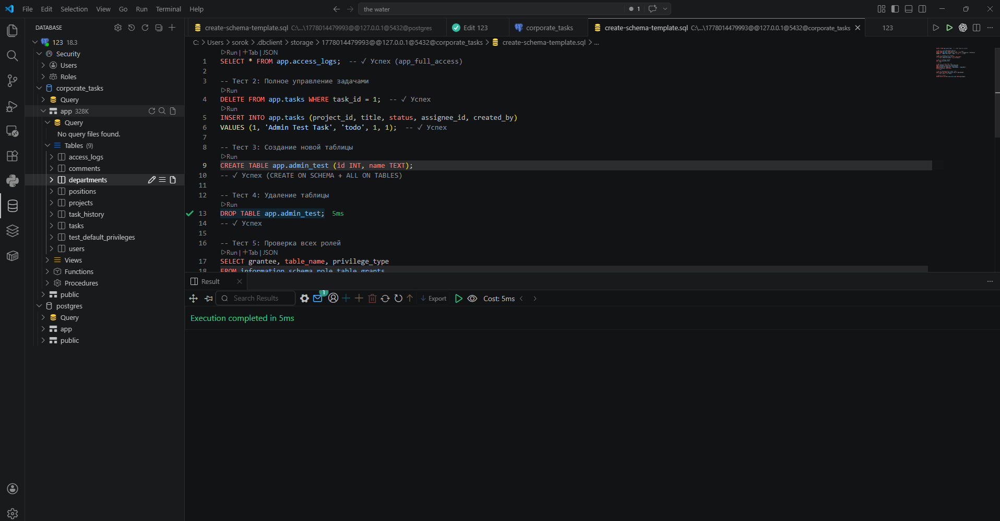 File Edit Selection View Go Run Terminal Help
the water
1
DATABASE
create-schema-template.sql C:\...\1778014479993@@127.0.0.1@5432@postgres
Edit 123
corporate_tasks
create-schema-template.sql C:\...\1778014479993@@127.0.0.1@5432@corporate_tasks
123
C: > Users > sorok > .dbclient > storage > 1778014479993@@127.0.0.1@5432@corporate_tasks > create-schema-template.sql > ...
123 18.3
Security
Users
Roles
corporate_tasks
Query
app 328K
Query
No query files found.
Tables (9)
access_logs
comments
departments
positions
projects
task_history
tasks
test_default_privileges
users
Views
Functions
Procedures
public
postgres
Query
app
public
Run | +Tab | JSON
1 SELECT * FROM app.access_logs; -- ✓ Успех (app_full_access)
2
3 -- Тест 2: Полное управление задачами
Run
4 DELETE FROM app.tasks WHERE task_id = 1; -- ✓ Успех
Run
5 INSERT INTO app.tasks (project_id, title, status, assignee_id, created_by)
6 VALUES (1, 'Admin Test Task', 'todo', 1, 1); -- ✓ Успех
7
8 -- Тест 3: Создание новой таблицы
Run
9 CREATE TABLE app.admin_test (id INT, name TEXT);
10 -- ✓ Успех (CREATE ON SCHEMA + ALL ON TABLES)
11
12 -- Тест 4: Удаление таблицы
Run
13 DROP TABLE app.admin_test; 5ms
14 -- ✓ Успех
15
16 -- Тест 5: Проверка всех ролей
Run | +Tab | JSON
17 SELECT grantee, table_name, privilege_type
18 FROM information_schema.role_table_grants
Result
Search Results
1
Export
Cost: 5ms
Execution completed in 5ms